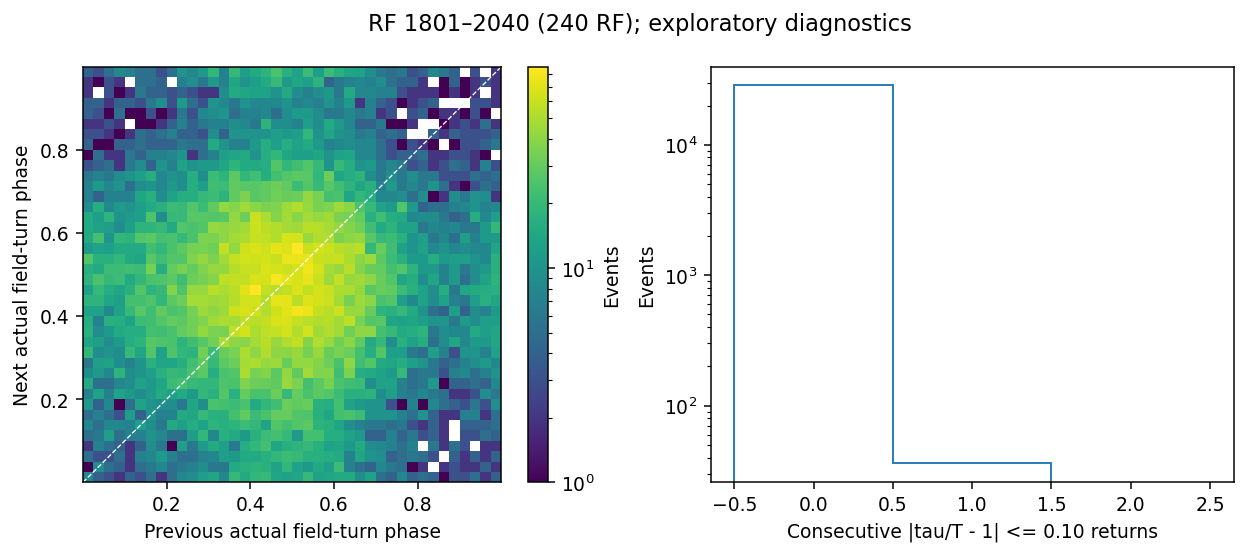 RF 1801–2040 (240 RF); exploratory diagnostics
Next actual field-turn phase
0.8
0.6
0.4
0.2
0.2 0.4 0.6 0.8
Previous actual field-turn phase
10¹
10⁰
Events
Events
10⁴
10³
10²
−0.5 0.0 0.5 1.0 1.5 2.0 2.5
Consecutive |tau/T - 1| <= 0.10 returns